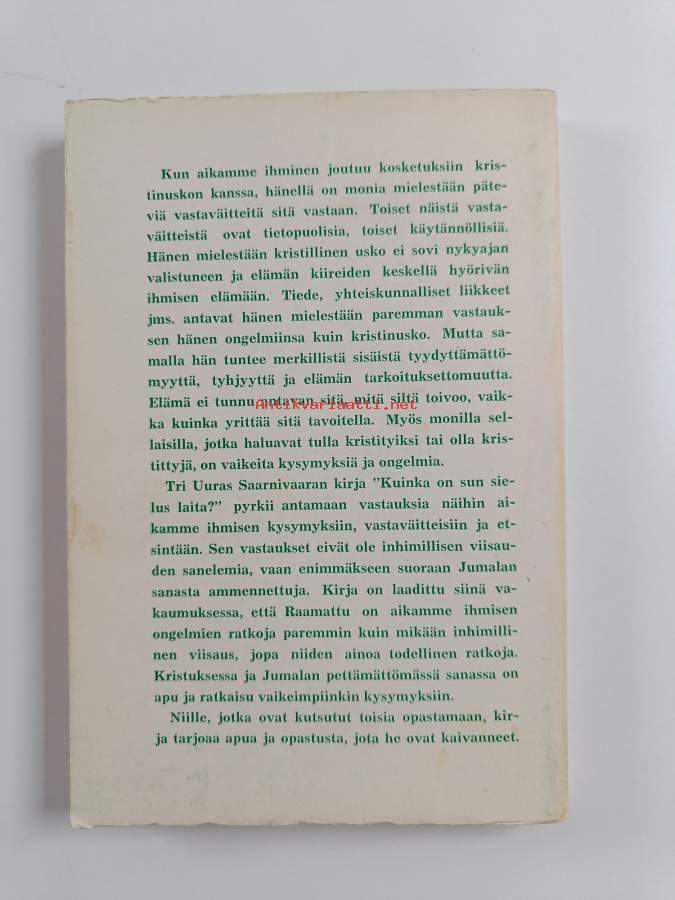 Kun aikamme ihminen joutuu kosketuksiin kris-
tinuskon kanssa, hänellä on monia mielestään päte-
viä vastaväitteitä sitä vastaan. Toiset näistä vasta-
väitteistä ovat tietopuolisia, toiset käytännöllisiä.
Hänen mielestään kristillinen usko ei sovi nykyajan
valistuneen ja elämän kiireiden keskellä hyörivän
ihmisen elämään. Tiede, yhteiskunnalliset liikkeet
jms. antavat hänen mielestään paremman vastauk-
sen hänen ongelmiinsa kuin kristinusko. Mutta sa-
malla hän tuntee merkillistä sisäistä tyydyttämättö-
myyttä, tyhjyyttä ja elämän tarkoituksettomuutta.
Elämä ei tunnu antavan sitä, mitä siltä toivoo, vaik-
Antikvariaatti.net
ka kuinka yrittää sitä tavoitella. Myös monilla sel-
laisilla, jotka haluavat tulla kristityiksi tai olla kris-
tittyjä, on vaikeita kysymyksiä ja ongelmia.
Tri Uuras Saarnivaaran kirja ”Kuinka on sun sie-
lus laita?” pyrkii antamaan vastauksia näihin ai-
kamme ihmisen kysymyksiin, vastaväitteisiin ja et-
sintään. Sen vastaukset eivät ole inhimillisen viisau-
den sanelemia, vaan enimmäkseen suoraan Jumalan
sanasta ammennettuja. Kirja on laadittu siinä va-
kaumuksessa, että Raamattu on aikamme ihmisen
ongelmien ratkoja paremmin kuin mikään inhimilli-
nen viisaus, jopa niiden ainoa todellinen ratkoja.
Kristuksessa ja Jumalan pettämättömässä sanassa on
apu ja ratkaisu vaikeimpiinkin kysymyksiin.
Niille, jotka ovat kutsutut toisia opastamaan, kir-
ja tarjoaa apua ja opastusta, jota he ovat kaivanneet.